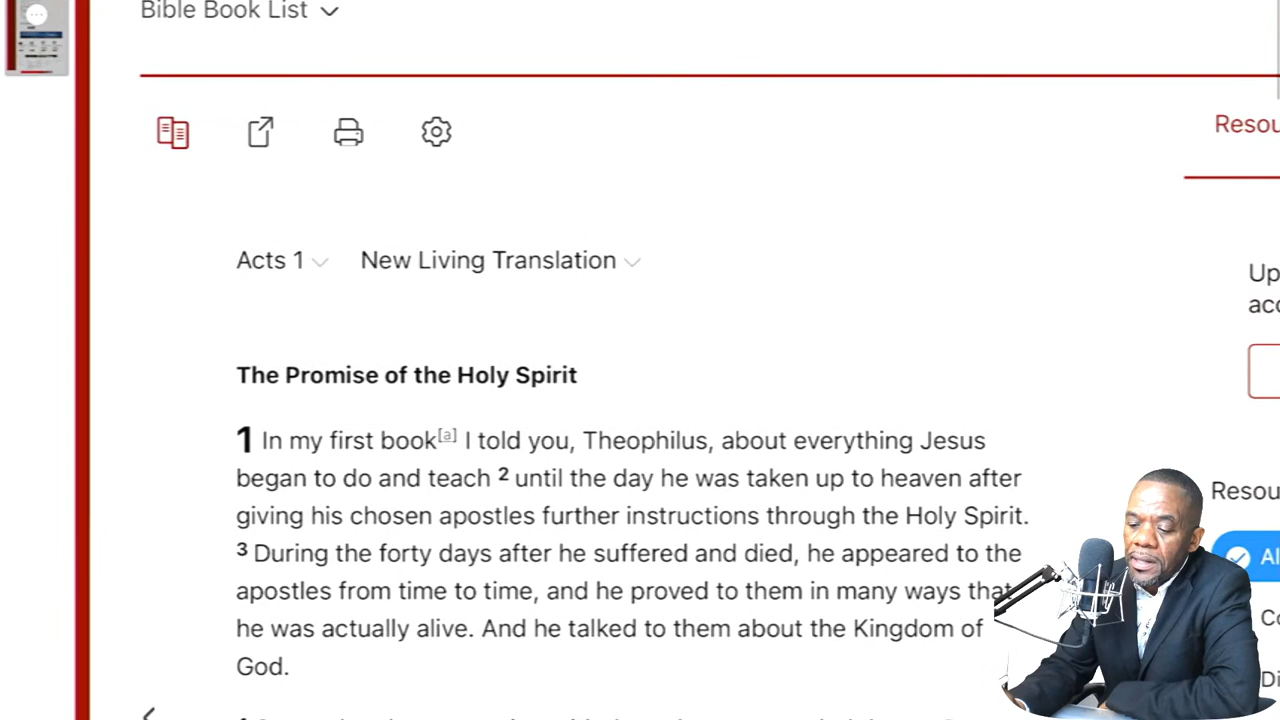 Bible Book List
Resou
Acts 1 New Living Translation
Up
acc
The Promise of the Holy Spirit
1 In my first book[a] I told you, Theophilus, about everything Jesus
began to do and teach 2 until the day he was taken up to heaven after
giving his chosen apostles further instructions through the Holy Spirit.
3 During the forty days after he suffered and died, he appeared to the
apostles from time to time, and he proved to them in many ways that
he was actually alive. And he talked to them about the Kingdom of
God.
Resou
Al
Co
Di